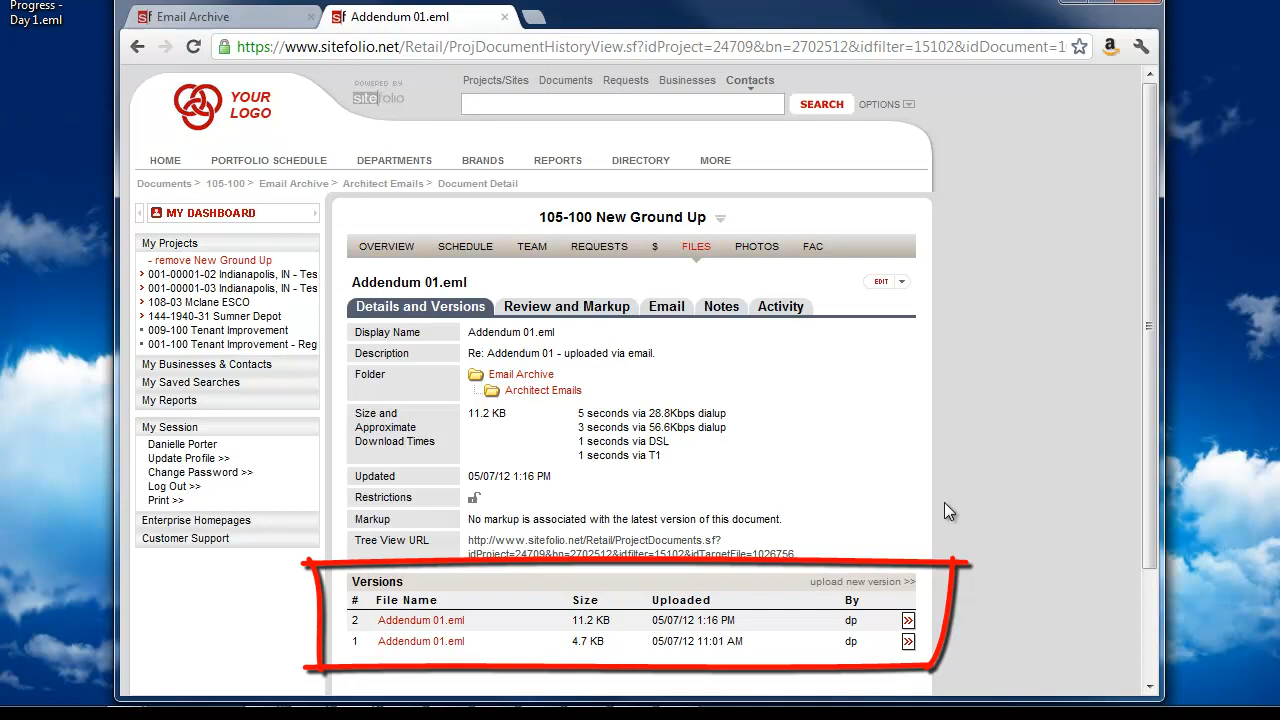 Progress -
Day 1.eml
sf Email Archive
sf Addendum 01.eml
https://www.sitefolio.net/Retail/ProjDocumentHistoryView.sf?idProject=24709&bn=2702512&idfilter=15102&idDocument=1
YOUR
LOGO
POWERED BY
sitefolio
Projects/Sites Documents Requests Businesses Contacts
SEARCH OPTIONS
HOME PORTFOLIO SCHEDULE DEPARTMENTS BRANDS REPORTS DIRECTORY MORE
Documents > 105-100 > Email Archive > Architect Emails > Document Detail
MY DASHBOARD
My Projects
- remove New Ground Up
001-00001-02 Indianapolis, IN - Tes
001-00001-03 Indianapolis, IN - Tes
108-03 Mclane ESCO
144-1940-31 Sumner Depot
009-100 Tenant Improvement
001-100 Tenant Improvement - Reg
My Businesses & Contacts
My Saved Searches
My Reports
My Session
Danielle Porter
Update Profile >>
Change Password >>
Log Out >>
Print >>
Enterprise Homepages
Customer Support
105-100 New Ground Up
OVERVIEW SCHEDULE TEAM REQUESTS $ FILES PHOTOS FAC
Addendum 01.eml
EDIT
Details and Versions Review and Markup Email Notes Activity
Display Name Addendum 01.eml
Description Re: Addendum 01 - uploaded via email.
Folder Email Archive
Architect Emails
Size and 11.2 KB 5 seconds via 28.8Kbps dialup
Approximate 3 seconds via 56.6Kbps dialup
Download Times 1 seconds via DSL
1 seconds via T1
Updated 05/07/12 1:16 PM
Restrictions
Markup No markup is associated with the latest version of this document.
Tree View URL http://www.sitefolio.net/Retail/ProjectDocuments.sf?
idProject=24709&bn=2702512&idfilter=15102&idTargetFile=1026756
Versions upload new version >>
# File Name Size Uploaded By
2 Addendum 01.eml 11.2 KB 05/07/12 1:16 PM dp
1 Addendum 01.eml 4.7 KB 05/07/12 11:01 AM dp